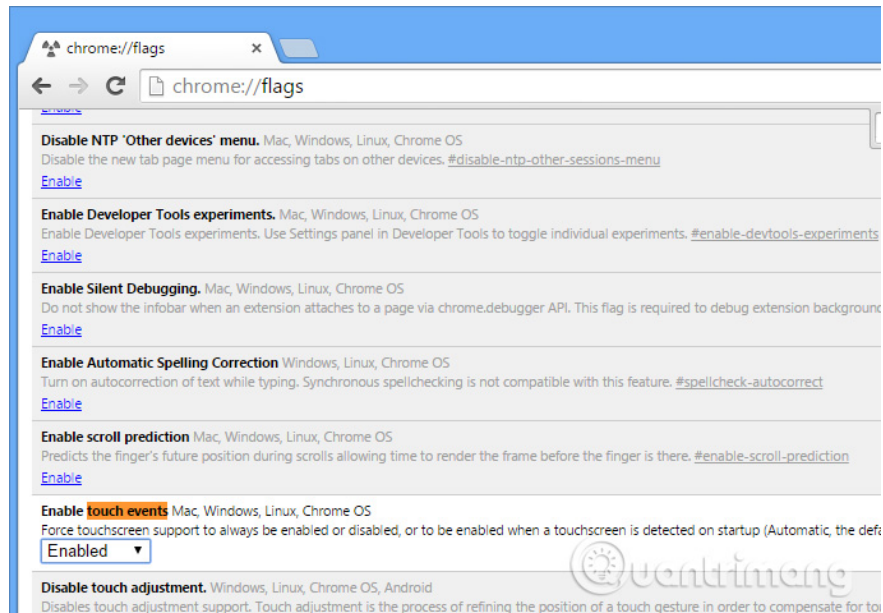 chrome://flags
chrome://flags
Enable
Disable NTP 'Other devices' menu. Mac, Windows, Linux, Chrome OS
Disable the new tab page menu for accessing tabs on other devices. #disable-ntp-other-sessions-menu
Enable
Enable Developer Tools experiments. Mac, Windows, Linux, Chrome OS
Enable Developer Tools experiments. Use Settings panel in Developer Tools to toggle individual experiments. #enable-devtools-experiments
Enable
Enable Silent Debugging. Mac, Windows, Linux, Chrome OS
Do not show the infobar when an extension attaches to a page via chrome.debugger API. This flag is required to debug extension background
Enable
Enable Automatic Spelling Correction Windows, Linux, Chrome OS
Turn on autocorrection of text while typing. Synchronous spellchecking is not compatible with this feature. #spellcheck-autocorrect
Enable
Enable scroll prediction Mac, Windows, Linux, Chrome OS
Predicts the finger's future position during scrolls allowing time to render the frame before the finger is there. #enable-scroll-prediction
Enable
Enable touch events Mac, Windows, Linux, Chrome OS
Force touchscreen support to always be enabled or disabled, or to be enabled when a touchscreen is detected on startup (Automatic, the defa
Enabled
Quantrimang
Disable touch adjustment. Windows, Linux, Chrome OS, Android
Disables touch adjustment support. Touch adjustment is the process of refining the position of a touch gesture in order to compensate for to